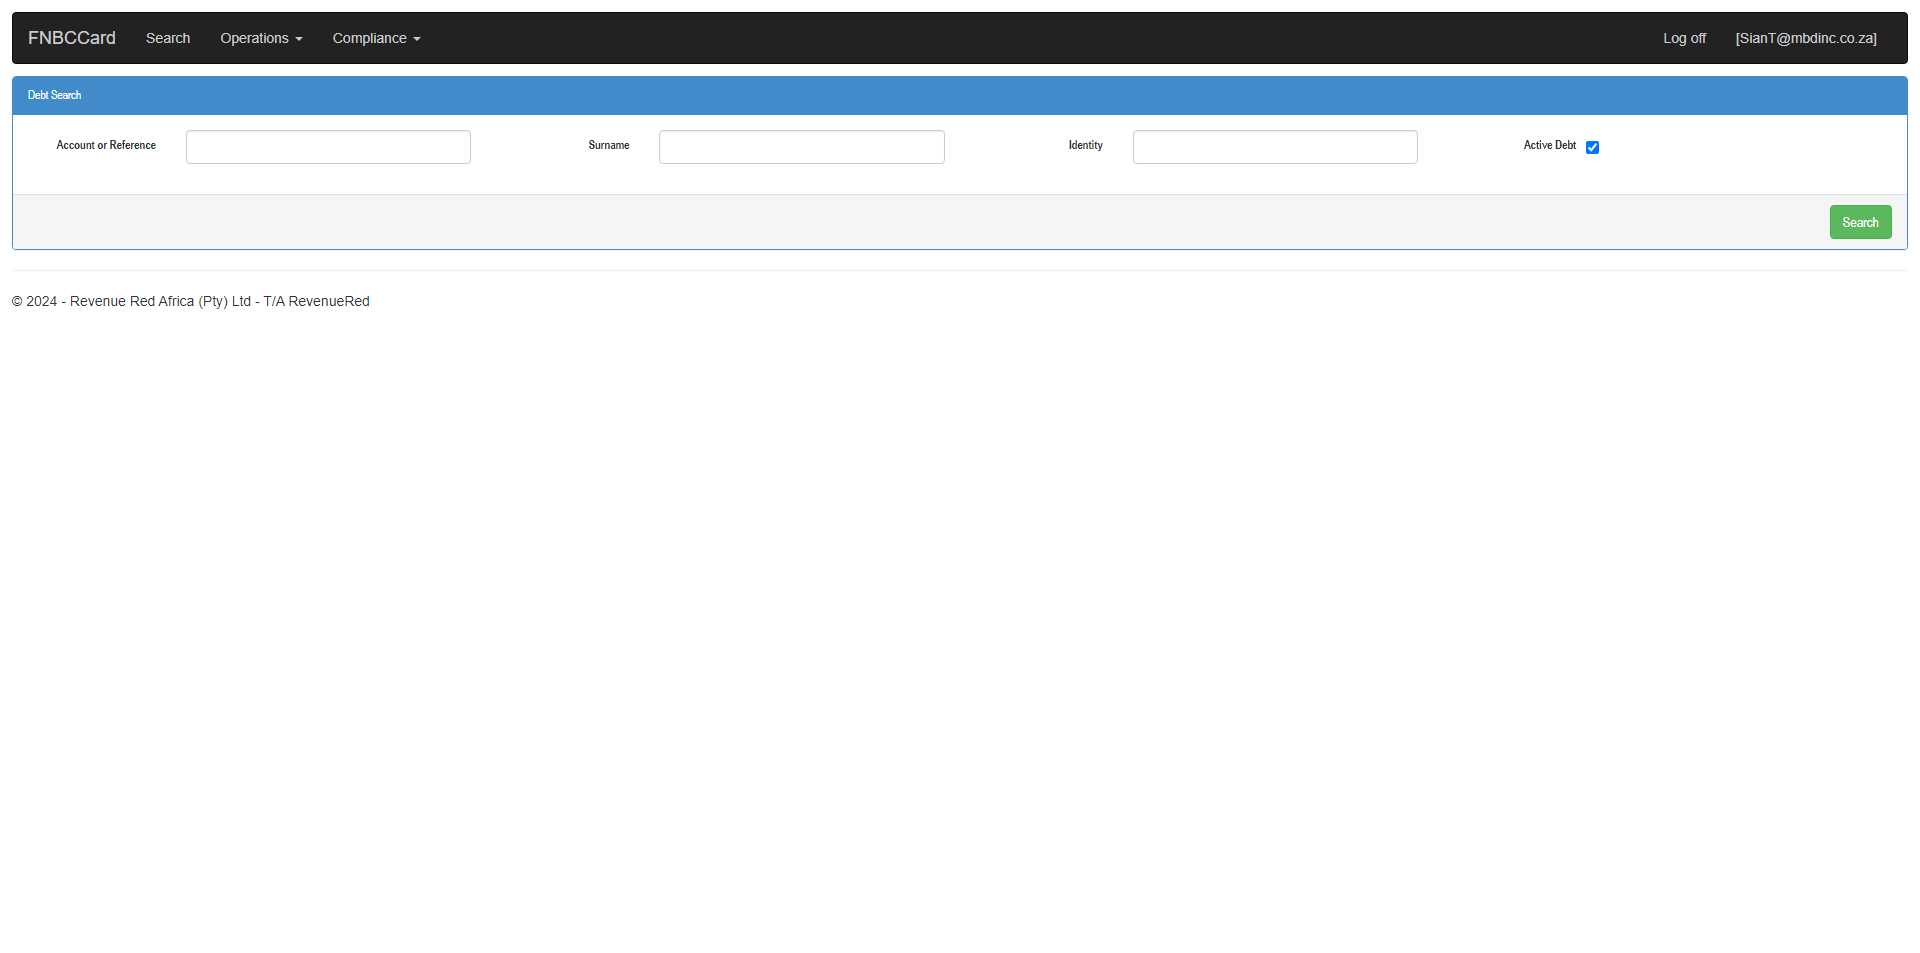 FNBCCard Search Operations Compliance Log off [SianT@mbdinc.co.za]
Debt Search
Account or Reference Surname Identity Active Debt
Search
© 2024 - Revenue Red Africa (Pty) Ltd - T/A RevenueRed